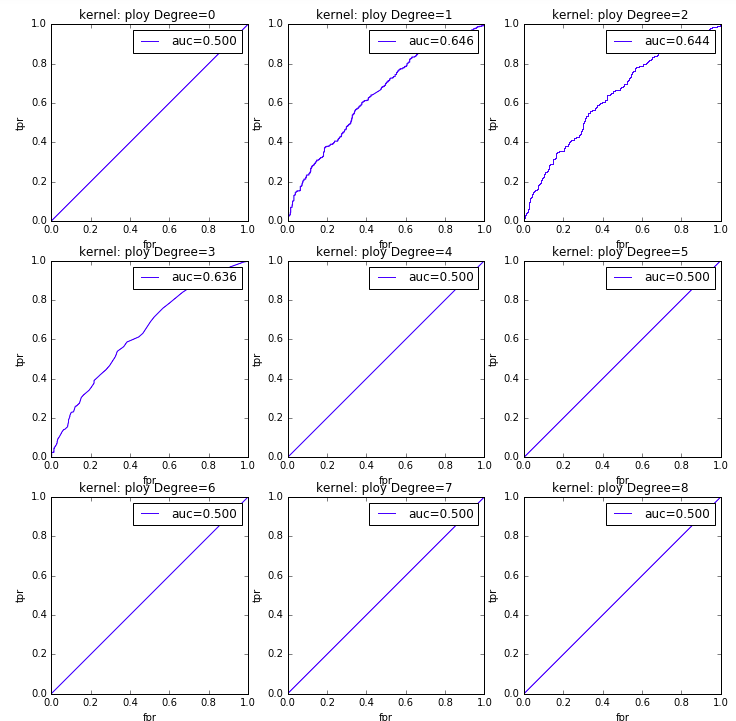 kernel: ploy Degree=0
kernel: ploy Degree=1
kernel: ploy Degree=2
1.0
0.8
0.6
0.4
0.2
0.0
tpr
auc=0.500
0.0 0.2 0.4 0.6 0.8 1.0
fpr
1.0
0.8
0.6
0.4
0.2
0.0
tpr
auc=0.646
0.0 0.2 0.4 0.6 0.8 1.0
fpr
1.0
0.8
0.6
0.4
0.2
0.0
tpr
auc=0.644
0.0 0.2 0.4 0.6 0.8 1.0
fpr
kernel: ploy Degree=3
kernel: ploy Degree=4
kernel: ploy Degree=5
1.0
0.8
0.6
0.4
0.2
0.0
tpr
auc=0.636
0.0 0.2 0.4 0.6 0.8 1.0
fpr
1.0
0.8
0.6
0.4
0.2
0.0
tpr
auc=0.500
0.0 0.2 0.4 0.6 0.8 1.0
fpr
1.0
0.8
0.6
0.4
0.2
0.0
tpr
auc=0.500
0.0 0.2 0.4 0.6 0.8 1.0
fpr
kernel: ploy Degree=6
kernel: ploy Degree=7
kernel: ploy Degree=8
1.0
0.8
0.6
0.4
0.2
0.0
tpr
auc=0.500
0.0 0.2 0.4 0.6 0.8 1.0
fpr
1.0
0.8
0.6
0.4
0.2
0.0
tpr
auc=0.500
0.0 0.2 0.4 0.6 0.8 1.0
fpr
1.0
0.8
0.6
0.4
0.2
0.0
tpr
auc=0.500
0.0 0.2 0.4 0.6 0.8 1.0
fpr